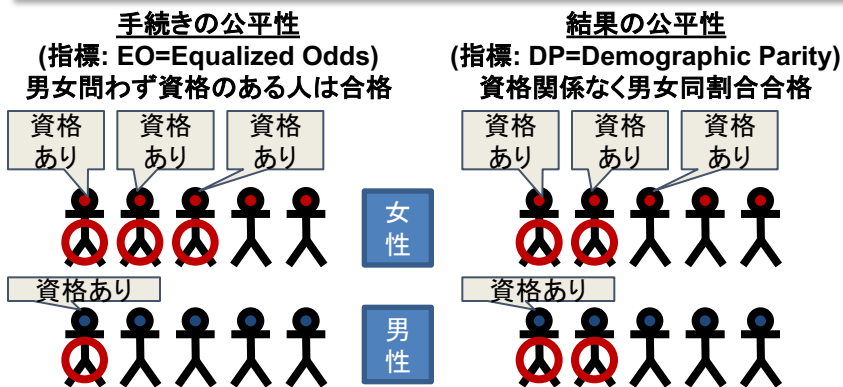 手続きの公平性
(指標: EO=Equalized Odds)
男女問わず資格のある人は合格
資格
あり
資格
あり
資格
あり
資格あり
女
性
男
性
結果の公平性
(指標: DP=Demographic Parity)
資格関係なく男女同割合合格
資格
あり
資格
あり
資格
あり
資格あり